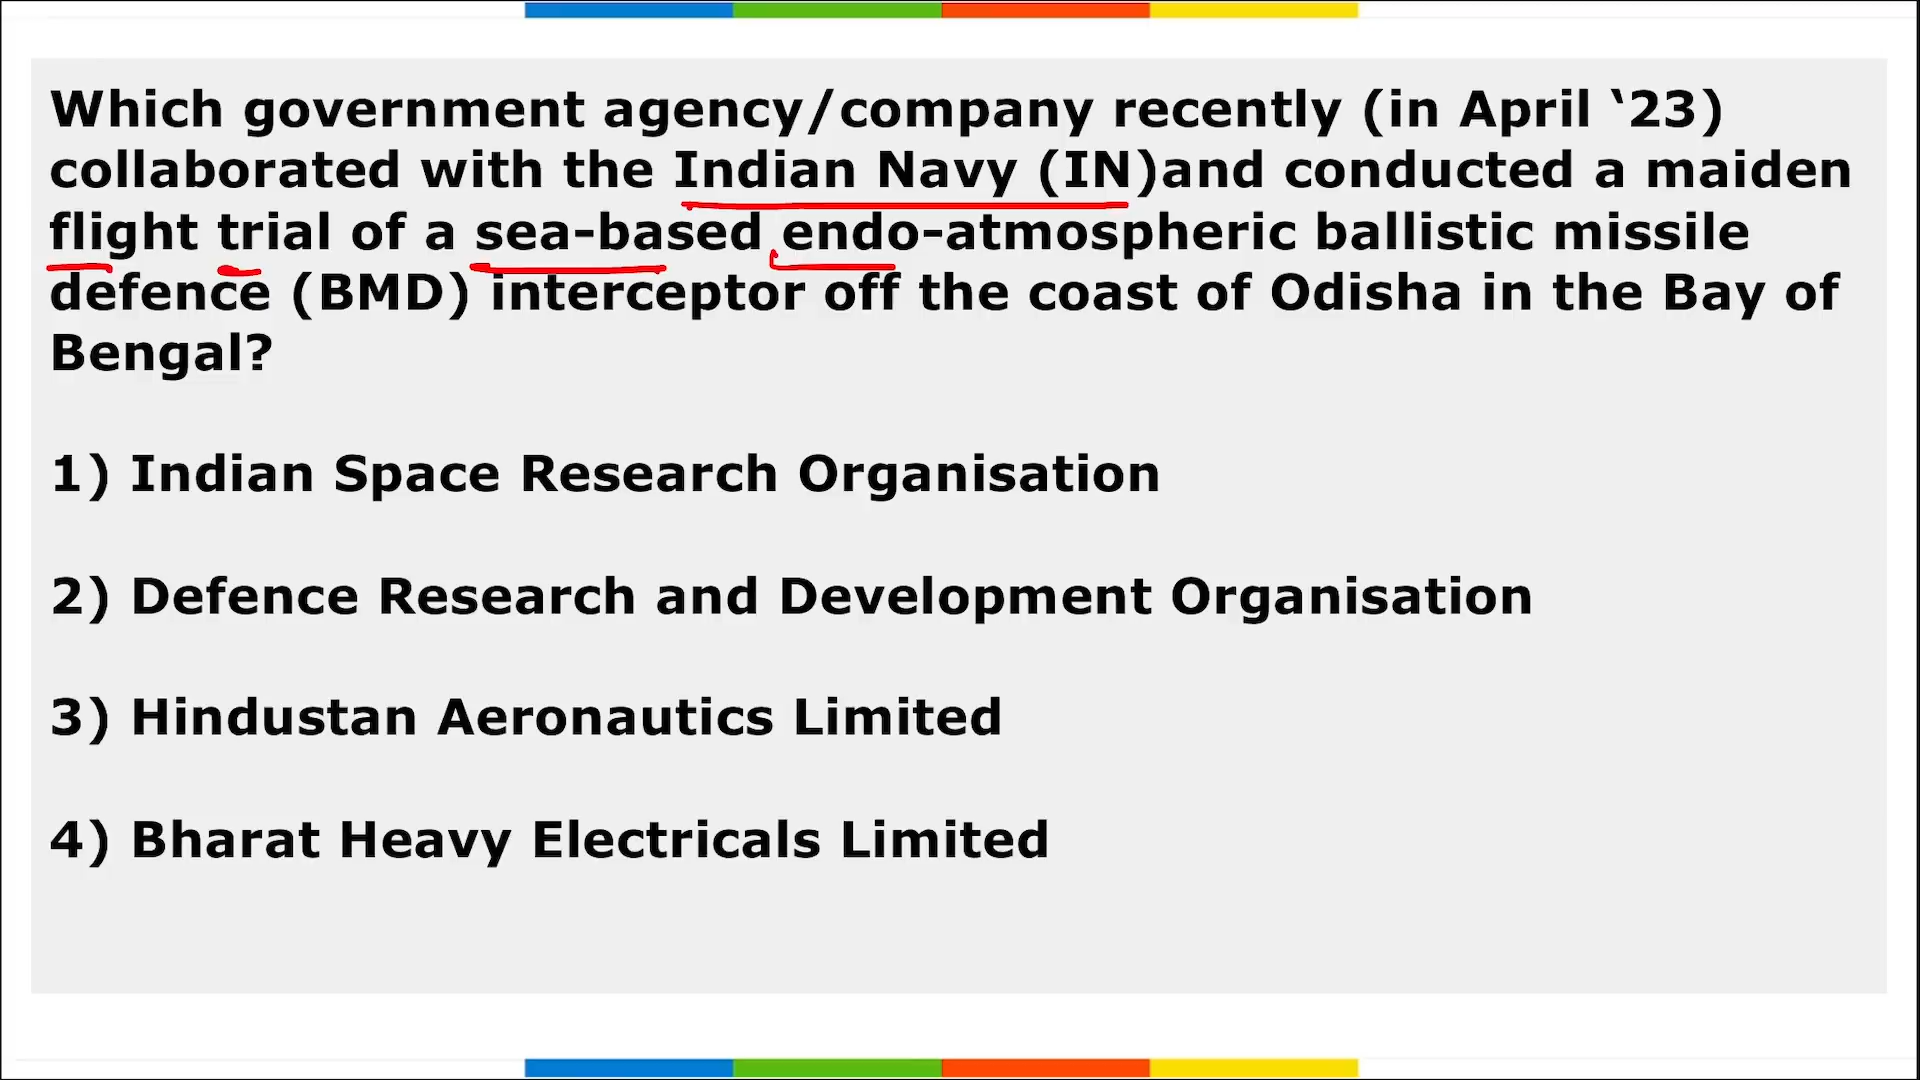 Which government agency/company recently (in April ‘23)
collaborated with the Indian Navy (IN)and conducted a maiden
flight trial of a sea-based endo-atmospheric ballistic missile
defence (BMD) interceptor off the coast of Odisha in the Bay of
Bengal?
1) Indian Space Research Organisation
2) Defence Research and Development Organisation
3) Hindustan Aeronautics Limited
4) Bharat Heavy Electricals Limited